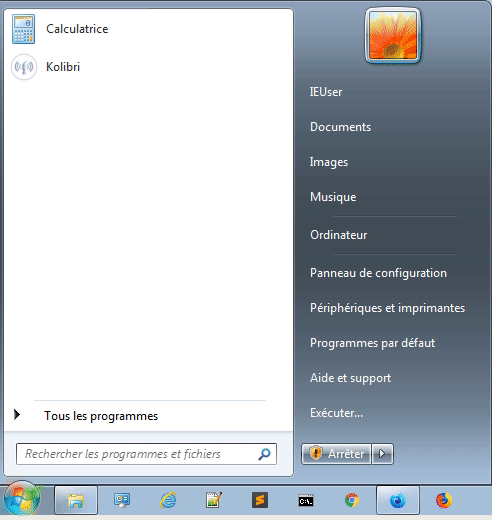 Calculatrice
Kolibri
Tous les programmes
Rechercher les programmes et fichiers
IEUser
Documents
Images
Musique
Ordinateur
Panneau de configuration
Périphériques et imprimantes
Programmes par défaut
Aide et support
Exécuter...
Arrêter
C:\.